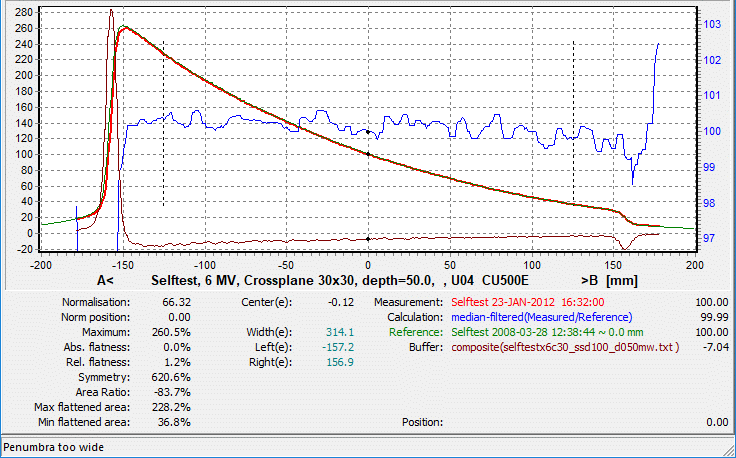 280
260
240
220
200
180
160
140
120
100
80
60
40
20
0
-20
103
102
101
100
99
98
97
-200 -150 -100 -50 0 50 100 150 200
A< Selftest, 6 MV, Crossplane 30x30, depth=50.0, , U04 CU500E >B [mm]
Normalisation: 66.32 Center(e): -0.12 Measurement: Selftest 23-JAN-2012 16:32:00 100.00
Norm position: 0.00 Calculation: median-filtered(Measured/Reference) 99.99
Maximum: 260.5% Width(e): 314.1 Reference: Selftest 2008-03-28 12:38:44 ~ 0.0 mm 100.00
Abs. flatness: 0.0% Left(e): -157.2 Buffer: composite(selftestx6c30_ssd100_d050mw.txt ) -7.04
Rel. flatness: 1.2% Right(e): 156.9
Symmetry: 620.6%
Area Ratio: -83.7%
Max flattened area: 228.2%
Min flattened area: 36.8% Position: 0.00
Penumbra too wide